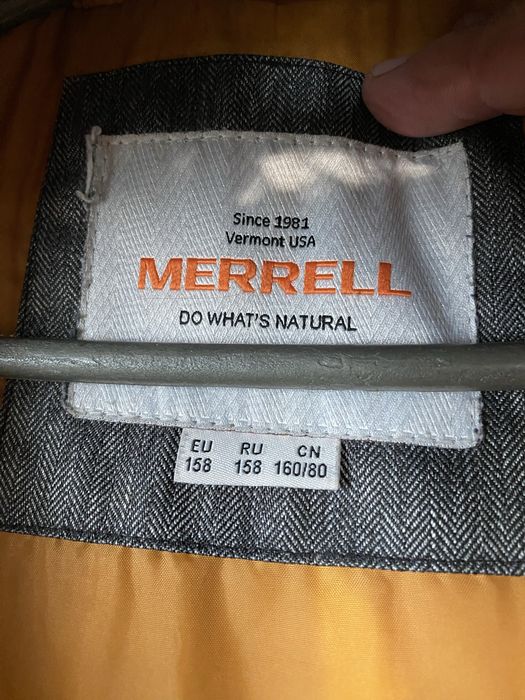 Since 1981
Vermont USA
MERRELL
DO WHAT'S NATURAL
EU RU CN
158 158 160/80